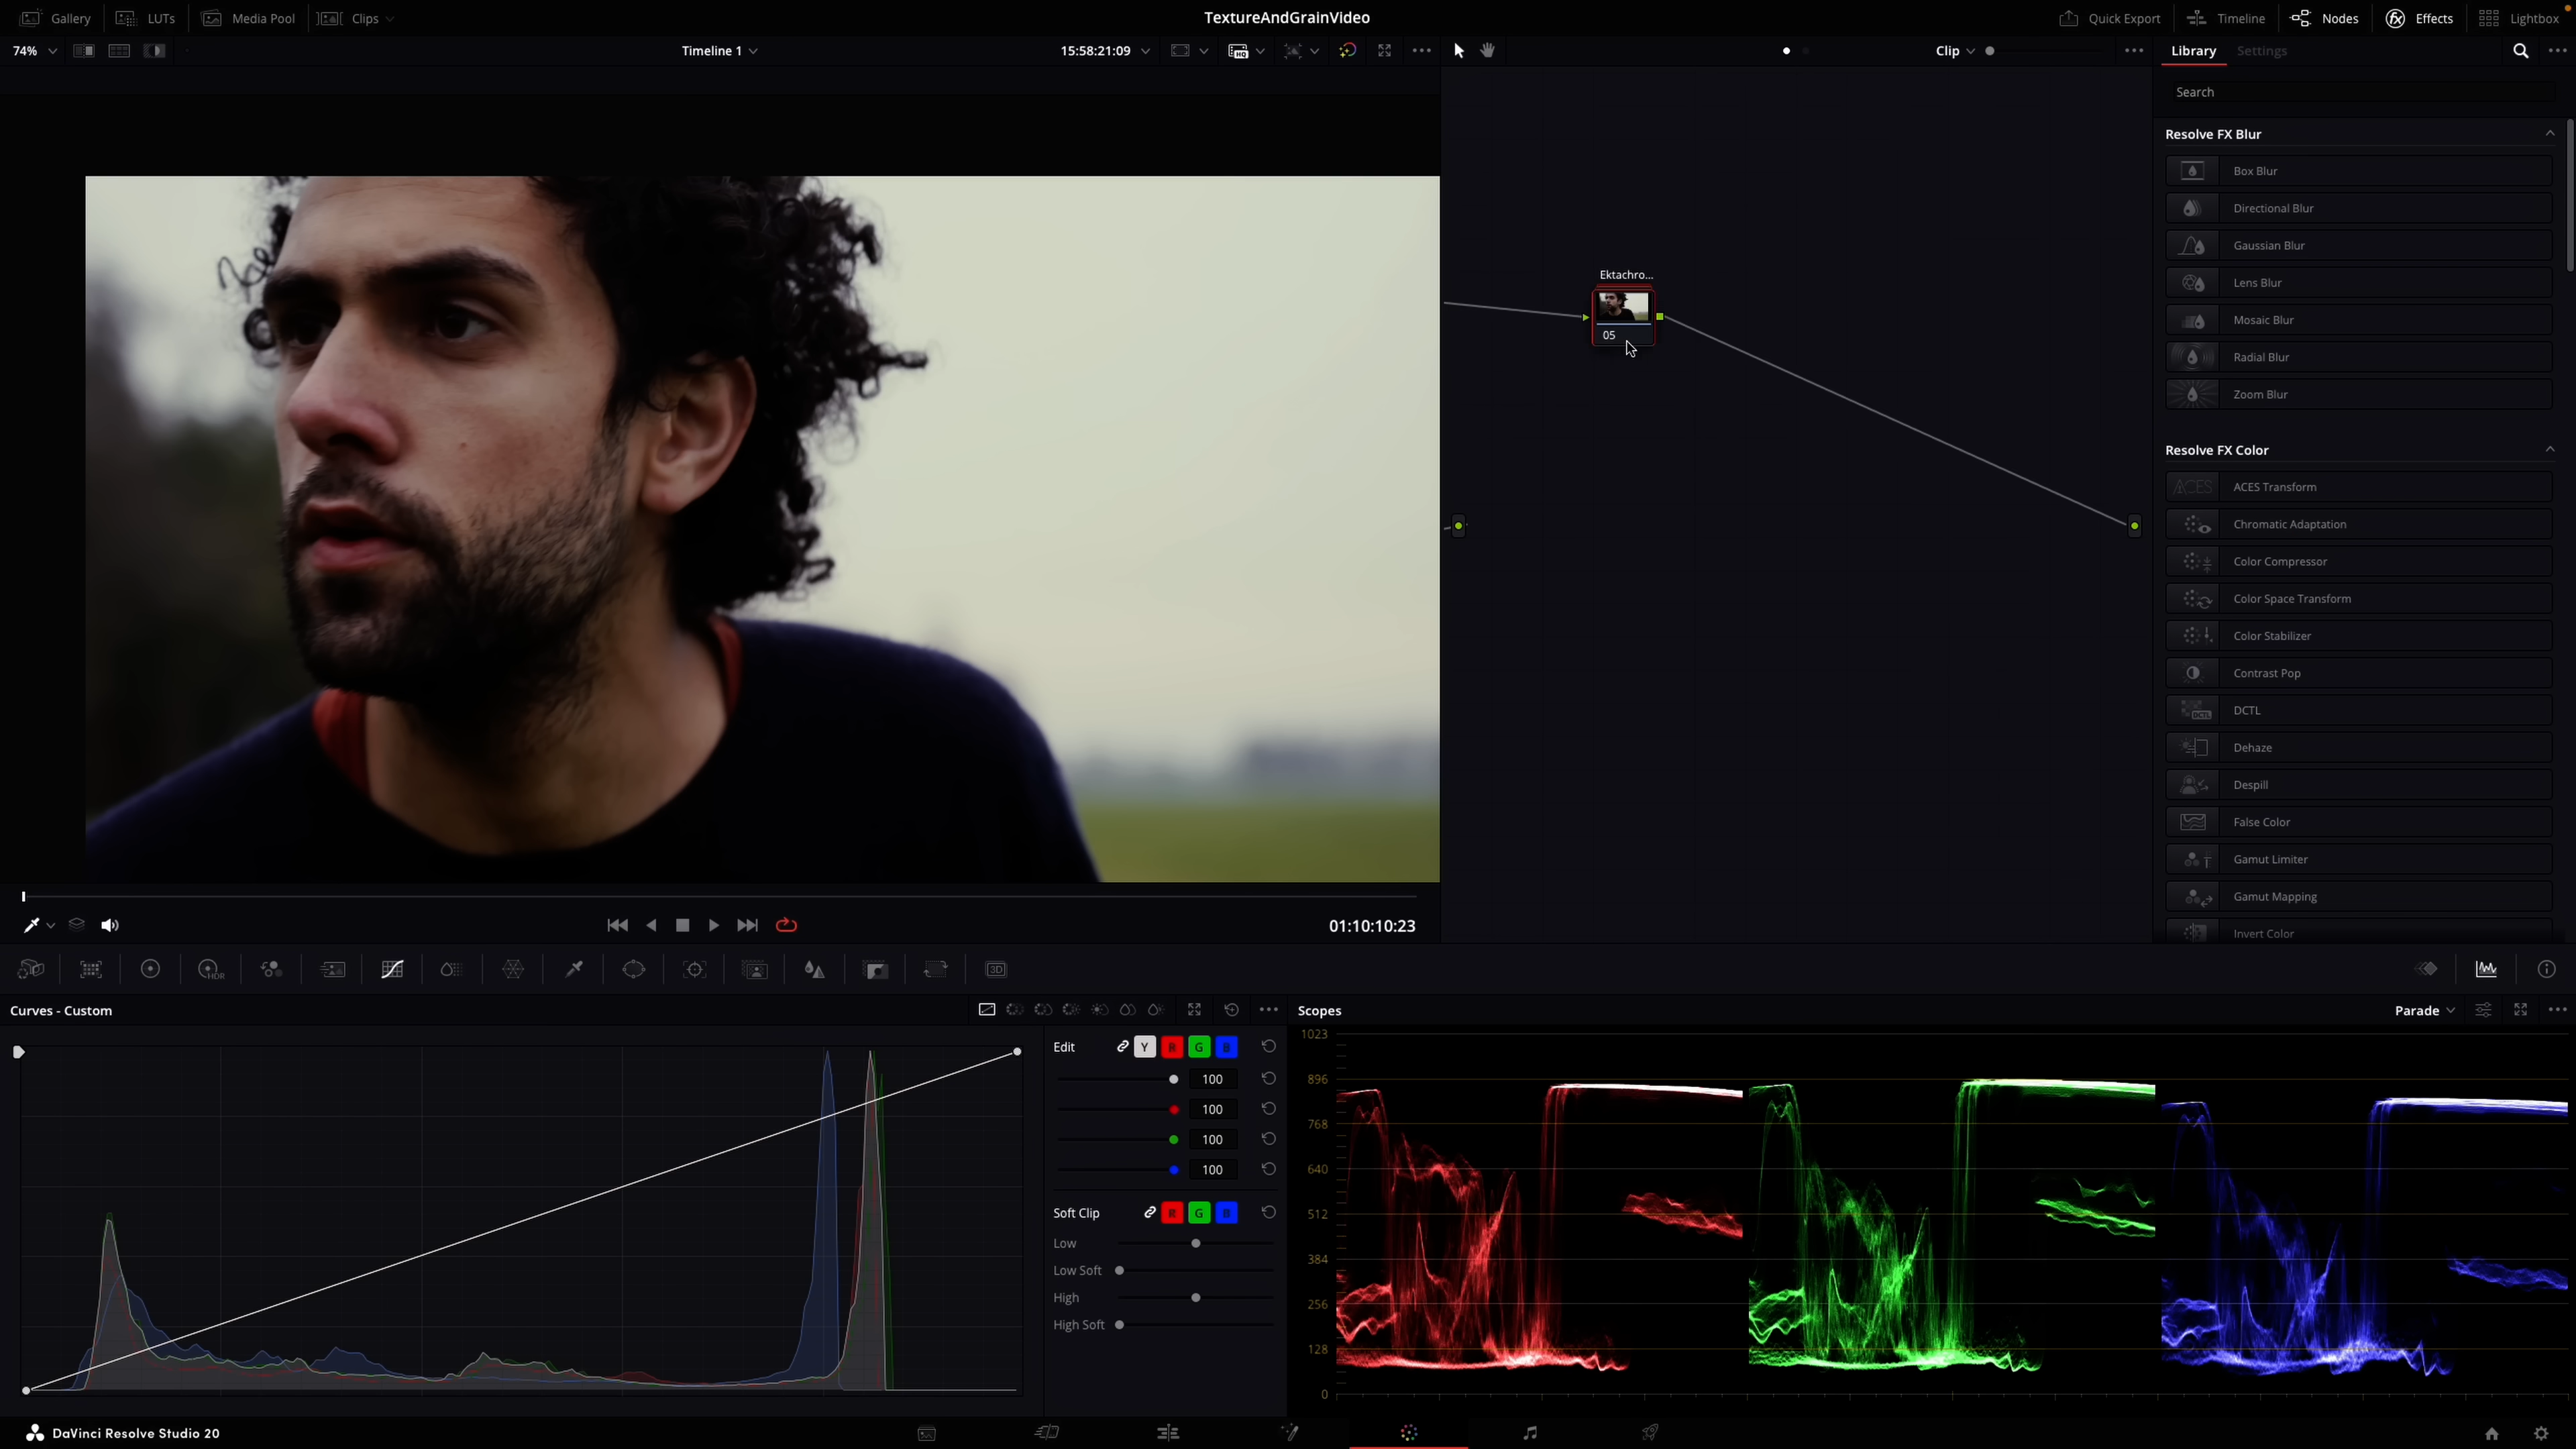 Gallery LUTs Media Pool Clips TextureAndGrainVideo Quick Export Timeline Nodes Effects Lightbox
74% Timeline 1 15:58:21:09 HQ Clip Library Settings
Search
Resolve FX Blur
Box Blur
Directional Blur
Gaussian Blur
Lens Blur
Mosaic Blur
Radial Blur
Zoom Blur
Ektachro...
05
Resolve FX Color
ACES Transform
Chromatic Adaptation
Color Compressor
Color Space Transform
Color Stabilizer
Contrast Pop
DCTL
Dehaze
Despill
False Color
Gamut Limiter
Gamut Mapping
Invert Color
01:10:10:23
HDR 3D
Curves - Custom
Edit Y R G B
100
100
100
100
Soft Clip R G B
Low
Low Soft
High
High Soft
Scopes Parade
1023
896
768
640
512
384
256
128
0
DaVinci Resolve Studio 20